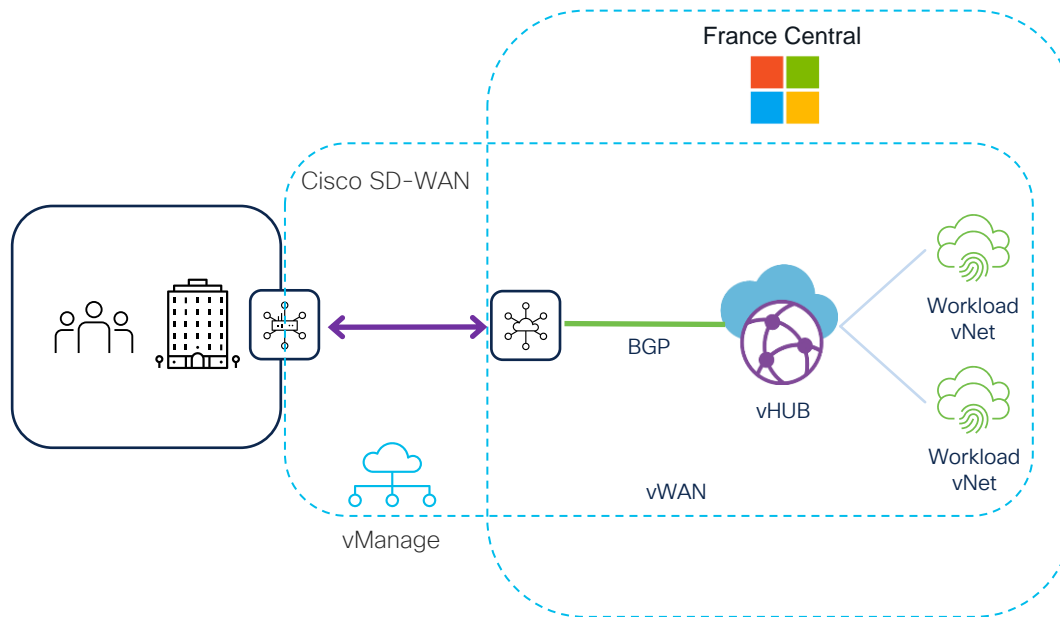 France Central
Cisco SD-WAN
Workload
vNet
BGP
vHUB
Workload
vNet
vWAN
vManage